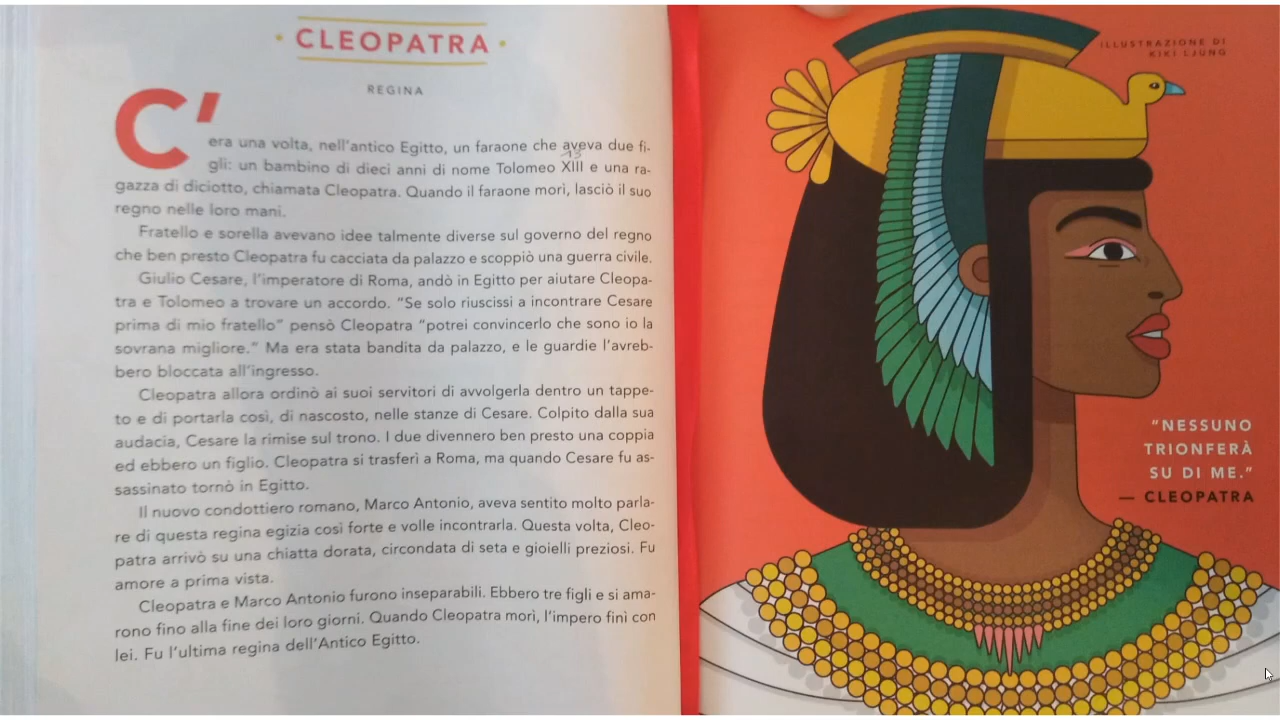 CLEOPATRA
REGINA
C'era una volta, nell'antico Egitto, un faraone che aveva due fi-
gli: un bambino di dieci anni di nome Tolomeo XIII e una ra-
gazza di diciotto, chiamata Cleopatra. Quando il faraone morì, lasciò il suo
regno nelle loro mani.
Fratello e sorella avevano idee talmente diverse sul governo del regno
che ben presto Cleopatra fu cacciata da palazzo e scoppiò una guerra civile.
Giulio Cesare, l'imperatore di Roma, andò in Egitto per aiutare Cleopa-
tra e Tolomeo a trovare un accordo. "Se solo riuscissi a incontrare Cesare
prima di mio fratello" pensò Cleopatra "potrei convincerlo che sono io la
sovrana migliore." Ma era stata bandita da palazzo, e le guardie l'avreb-
bero bloccata all'ingresso.
Cleopatra allora ordinò ai suoi servitori di avvolgerla dentro un tappe-
to e di portarla così, di nascosto, nelle stanze di Cesare. Colpito dalla sua
audacia, Cesare la rimise sul trono. I due divennero ben presto una coppia
ed ebbero un figlio. Cleopatra si trasferì a Roma, ma quando Cesare fu as-
sassinato tornò in Egitto.
Il nuovo condottiero romano, Marco Antonio, aveva sentito molto parla-
re di questa regina egizia così forte e volle incontrarla. Questa volta, Cleo-
patra arrivò su una chiatta dorata, circondata di seta e gioielli preziosi. Fu
amore a prima vista.
Cleopatra e Marco Antonio furono inseparabili. Ebbero tre figli e si ama-
rono fino alla fine dei loro giorni. Quando Cleopatra morì, l'impero finì con
lei. Fu l'ultima regina dell'Antico Egitto.
ILLUSTRAZIONE DI
KIKI LJUNG
"NESSUNO
TRIONFERÀ
SU DI ME."
— CLEOPATRA